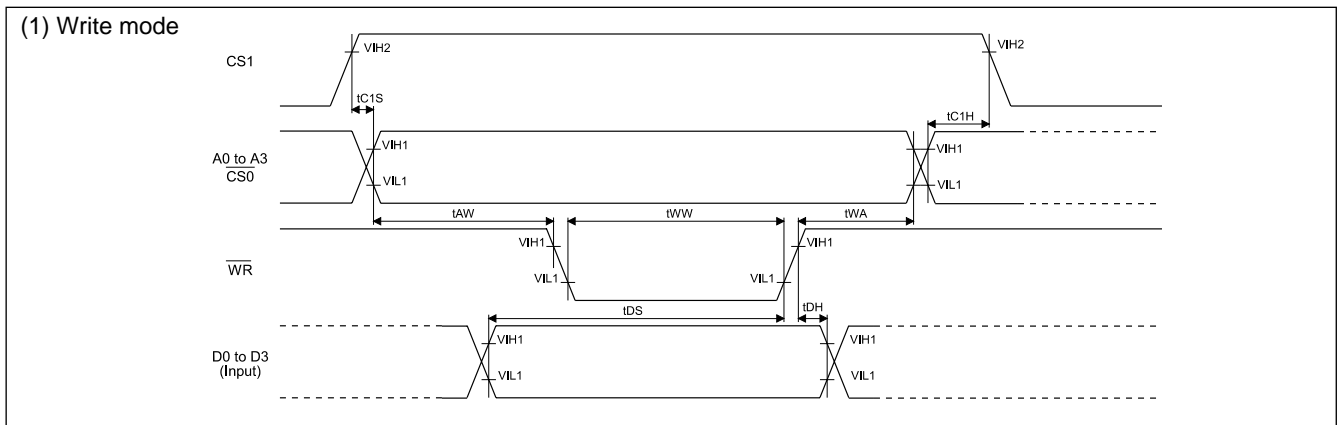 (1) Write mode
CS1
VIH2
VIH2
tC1S
tC1H
A0 to A3
CS0
VIH1
VIL1
VIH1
VIL1
tAW
tWW
tWA
WR
VIH1
VIL1
VIL1
VIH1
tDS
tDH
D0 to D3
(Input)
VIH1
VIL1
VIH1
VIL1